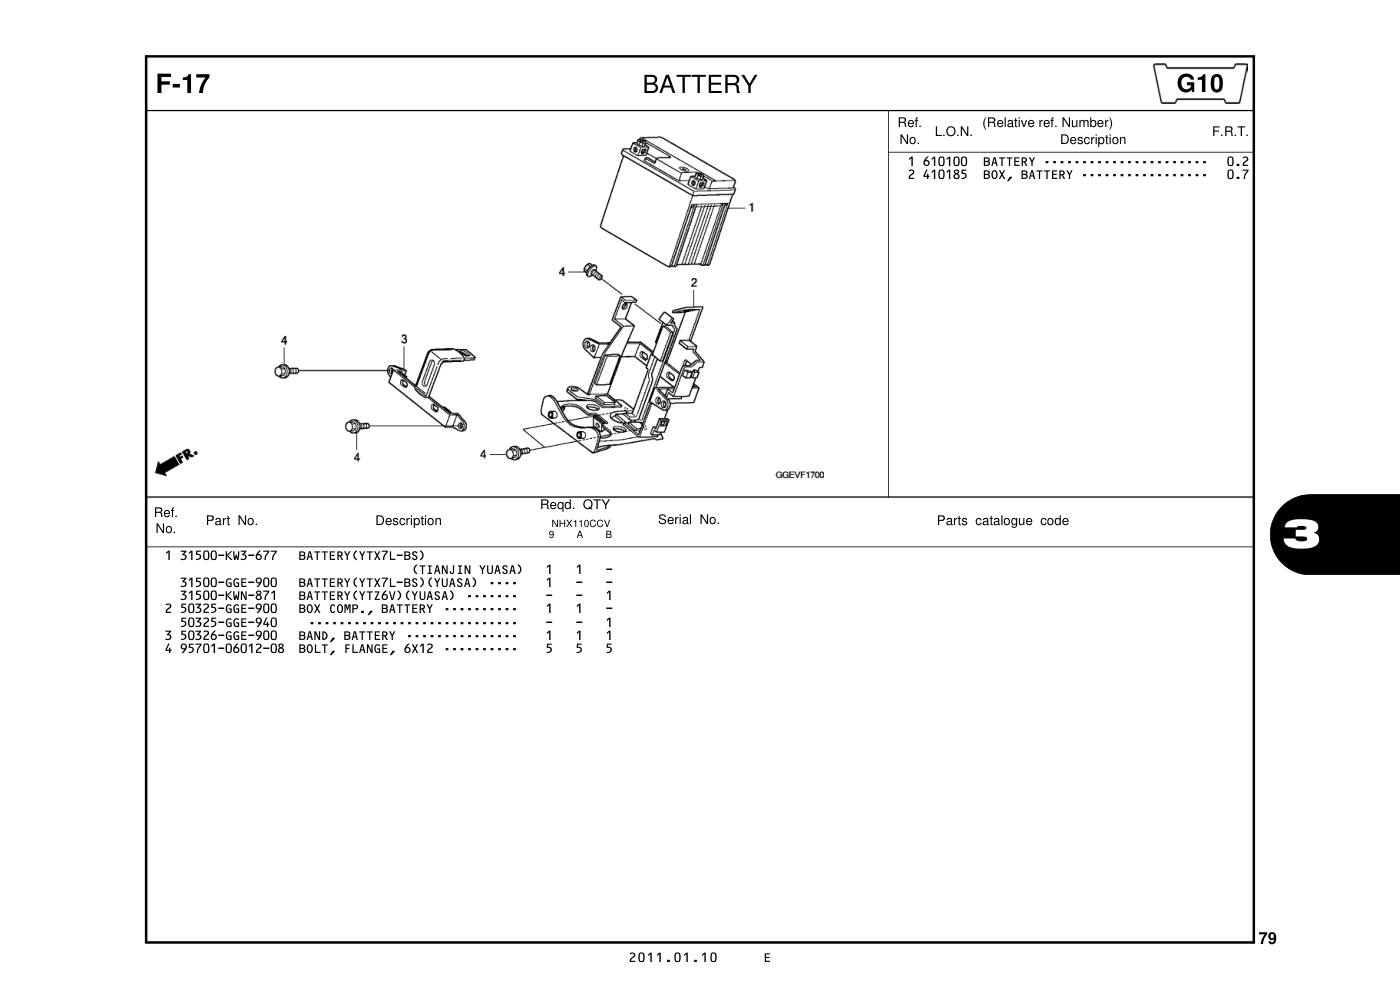 F-17 BATTERY G10
Ref. No. L.O.N. (Relative ref. Number) Description F.R.T.
1 610100 BATTERY ---------------------- 0.2
2 410185 BOX, BATTERY ----------------- 0.7
1
4
2
4
3
4
4
FR.
GGEVF1700
Ref. No. Part No. Description Reqd. QTY Serial No. Parts catalogue code
NHX110CCV
9 A B
1 31500-KW3-677 BATTERY(YTX7L-BS)
(TIANJIN YUASA) 1 1 -
31500-GGE-900 BATTERY(YTX7L-BS)(YUASA) ---- 1 - -
31500-KWN-871 BATTERY(YTZ6V)(YUASA) ------- - - 1
2 50325-GGE-900 BOX COMP., BATTERY ---------- 1 1 -
50325-GGE-940 ---------------------------- - - 1
3 50326-GGE-900 BAND, BATTERY --------------- 1 1 1
4 95701-06012-08 BOLT, FLANGE, 6X12 ---------- 5 5 5
3
79
2011.01.10 E